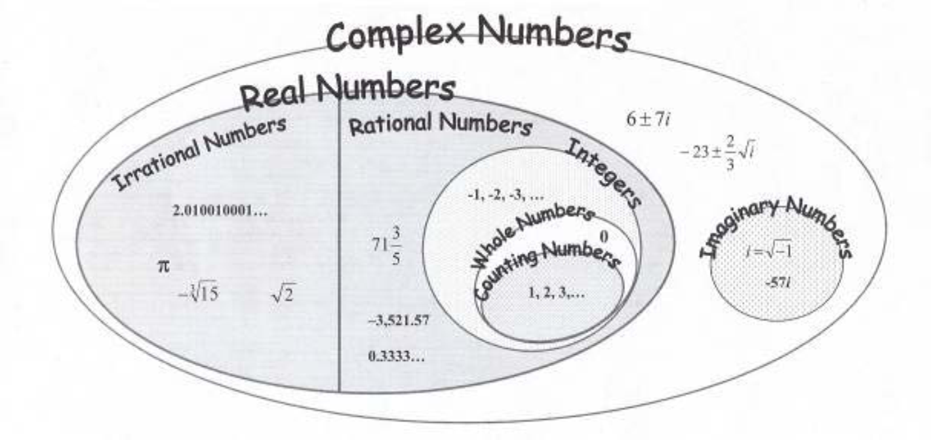 Complex Numbers
Real Numbers
Irrational Numbers
Rational Numbers
Integers
6±7i
-23±2/3√i
2.010010001...
-1, -2, -3, ...
Whole Numbers
0
Imaginary Numbers
71 3/5
Counting Numbers
i=√-1
π
-∛15
√2
1, 2, 3,...
-57i
-3,521.57
0.3333...